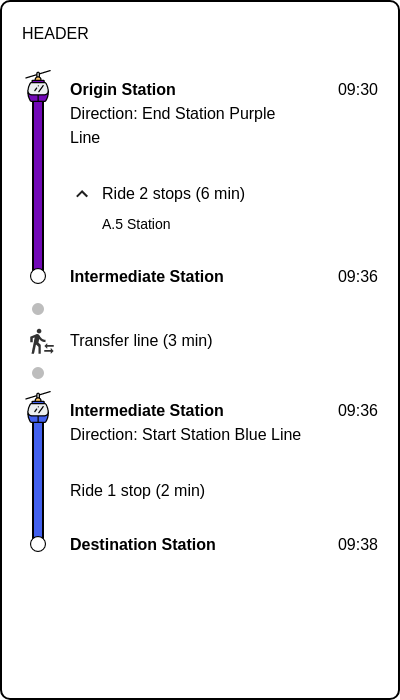 HEADER
Origin Station 09:30
Direction: End Station Purple
Line
Ride 2 stops (6 min)
A.5 Station
Intermediate Station 09:36
Transfer line (3 min)
Intermediate Station 09:36
Direction: Start Station Blue Line
Ride 1 stop (2 min)
Destination Station 09:38